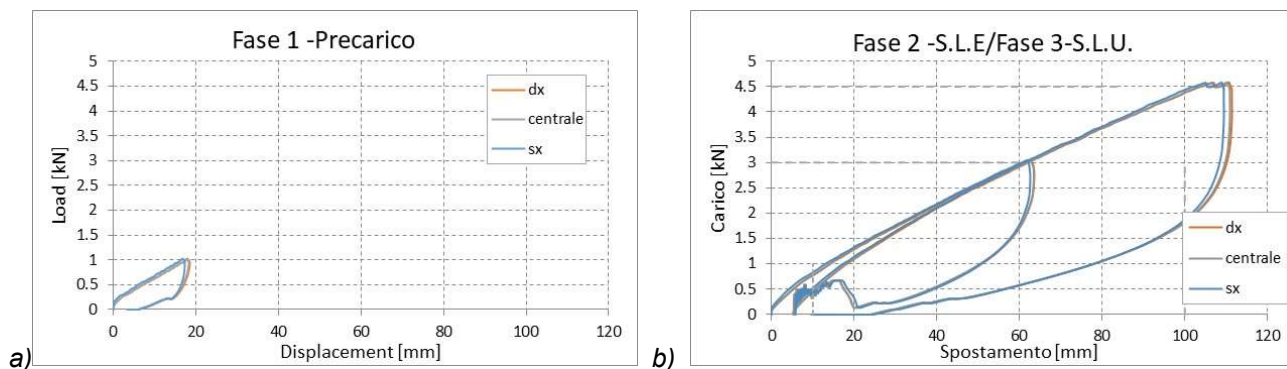 Fase 1 -Precarico
Load [kN]
5
4.5
4
3.5
3
2.5
2
1.5
1
0.5
0
dx
centrale
sx
0 20 40 60 80 100 120
Displacement [mm]
a)
Fase 2 -S.L.E/Fase 3-S.L.U.
Carico [kN]
5
4.5
4
3.5
3
2.5
2
1.5
1
0.5
0
dx
centrale
sx
0 20 40 60 80 100 120
Spostamento [mm]
b)